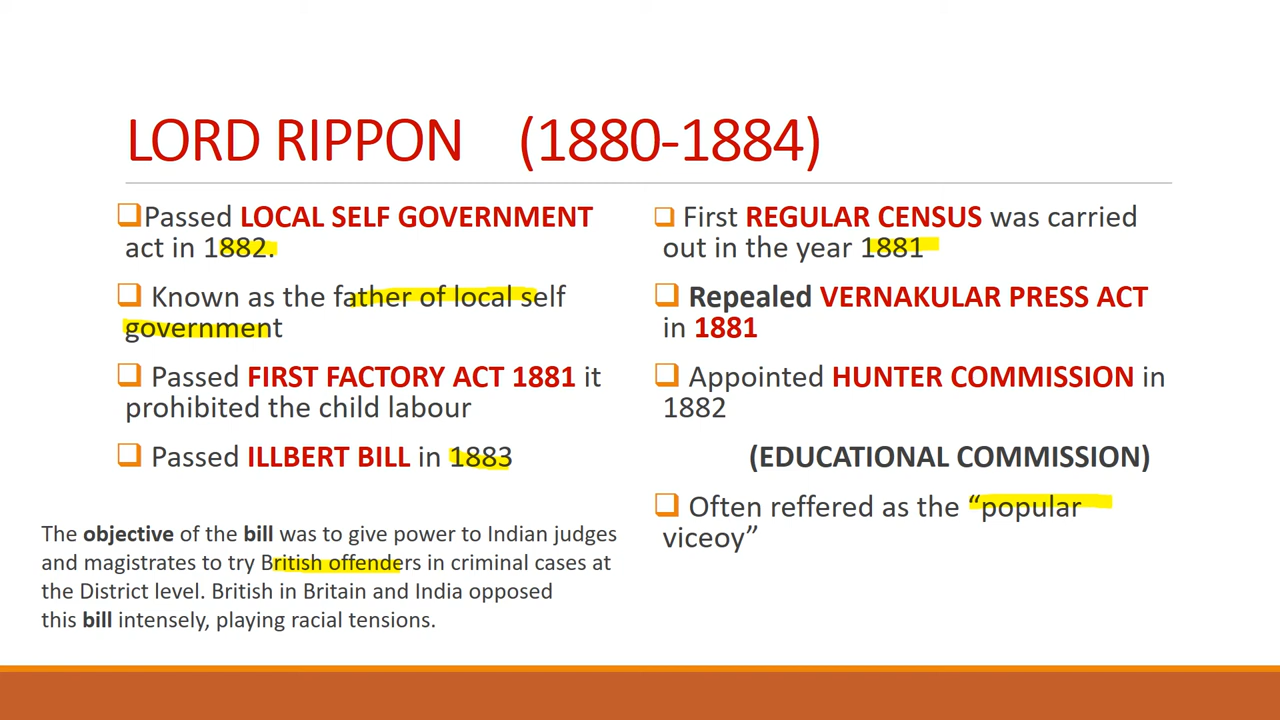 LORD RIPPON (1880-1884)
Passed LOCAL SELF GOVERNMENT
act in 1882.
Known as the father of local self
government
Passed FIRST FACTORY ACT 1881 it
prohibited the child labour
Passed ILLBERT BILL in 1883
The objective of the bill was to give power to Indian judges
and magistrates to try British offenders in criminal cases at
the District level. British in Britain and India opposed
this bill intensely, playing racial tensions.
First REGULAR CENSUS was carried
out in the year 1881
Repealed VERNAKULAR PRESS ACT
in 1881
Appointed HUNTER COMMISSION in
1882
(EDUCATIONAL COMMISSION)
Often reffered as the “popular
viceoy”